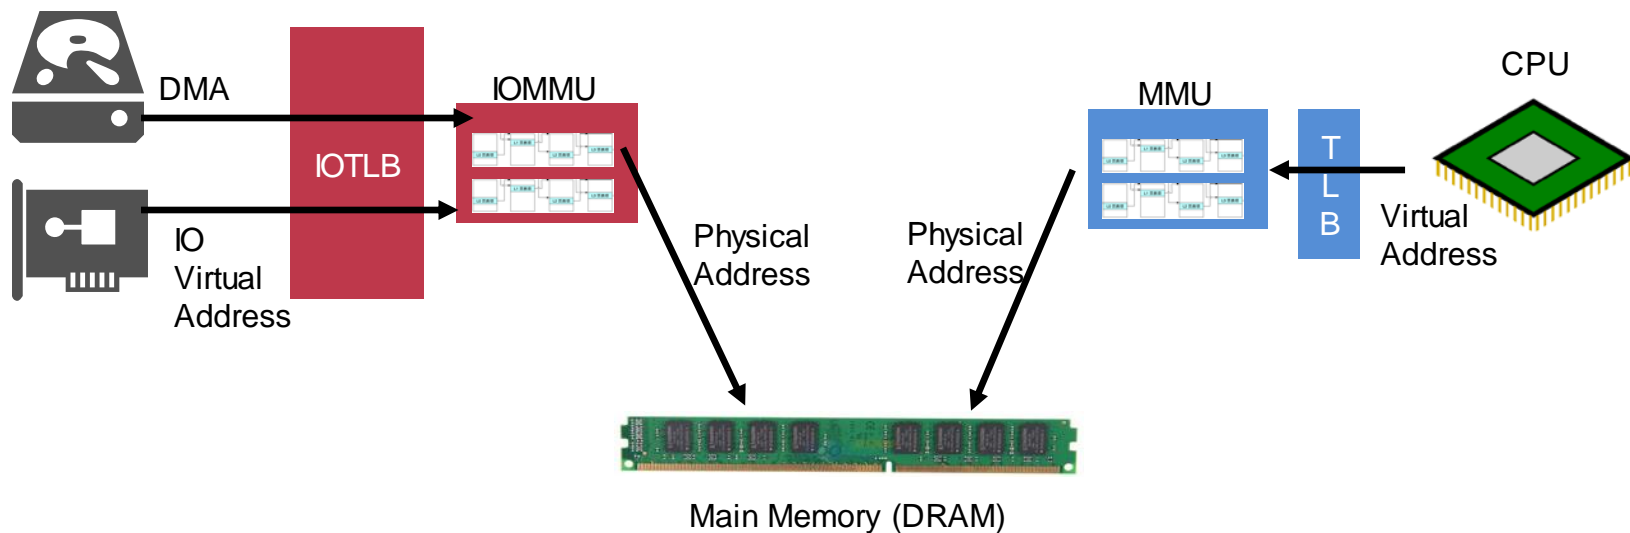 DMA
IO
Virtual
Address
IOTLB
IOMMU
Physical
Address
Physical
Address
MMU
T
L
B
CPU
Virtual
Address
Main Memory (DRAM)